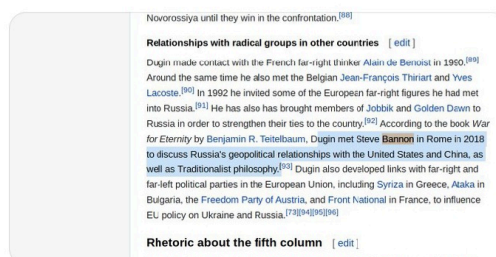 Novorossiya until they win in the confrontation.[88]
Relationships with radical groups in other countries [ edit ]
Dugin made contact with the French far-right thinker Alain de Benoist in 1990.[89]
Around the same time he also met the Belgian Jean-François Thiriart and Yves
Lacoste.[90] In 1992 he invited some of the European far-right figures he had met
into Russia.[91] He has also has brought members of Jobbik and Golden Dawn to
Russia in order to strengthen their ties to the country.[92] According to the book War
for Eternity by Benjamin R. Teitelbaum, Dugin met Steve Bannon in Rome in 2018
to discuss Russia's geopolitical relationships with the United States and China, as
well as Traditionalist philosophy.[93] Dugin also developed links with far-right and
far-left political parties in the European Union, including Syriza in Greece, Ataka in
Bulgaria, the Freedom Party of Austria, and Front National in France, to influence
EU policy on Ukraine and Russia.[73][94][95][96]
Rhetoric about the fifth column [ edit ]